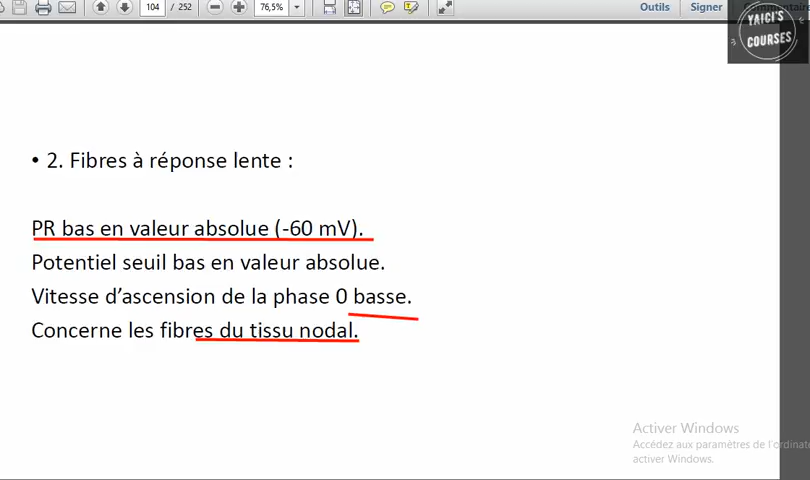 104 / 252
76,5%
Outils
Signer
Commentaire
YAICI'S
COURSES
• 2. Fibres à réponse lente :
PR bas en valeur absolue (-60 mV).
Potentiel seuil bas en valeur absolue.
Vitesse d'ascension de la phase 0 basse.
Concerne les fibres du tissu nodal.
Activer Windows
Accédez aux paramètres de l'ordinate
activer Windows.